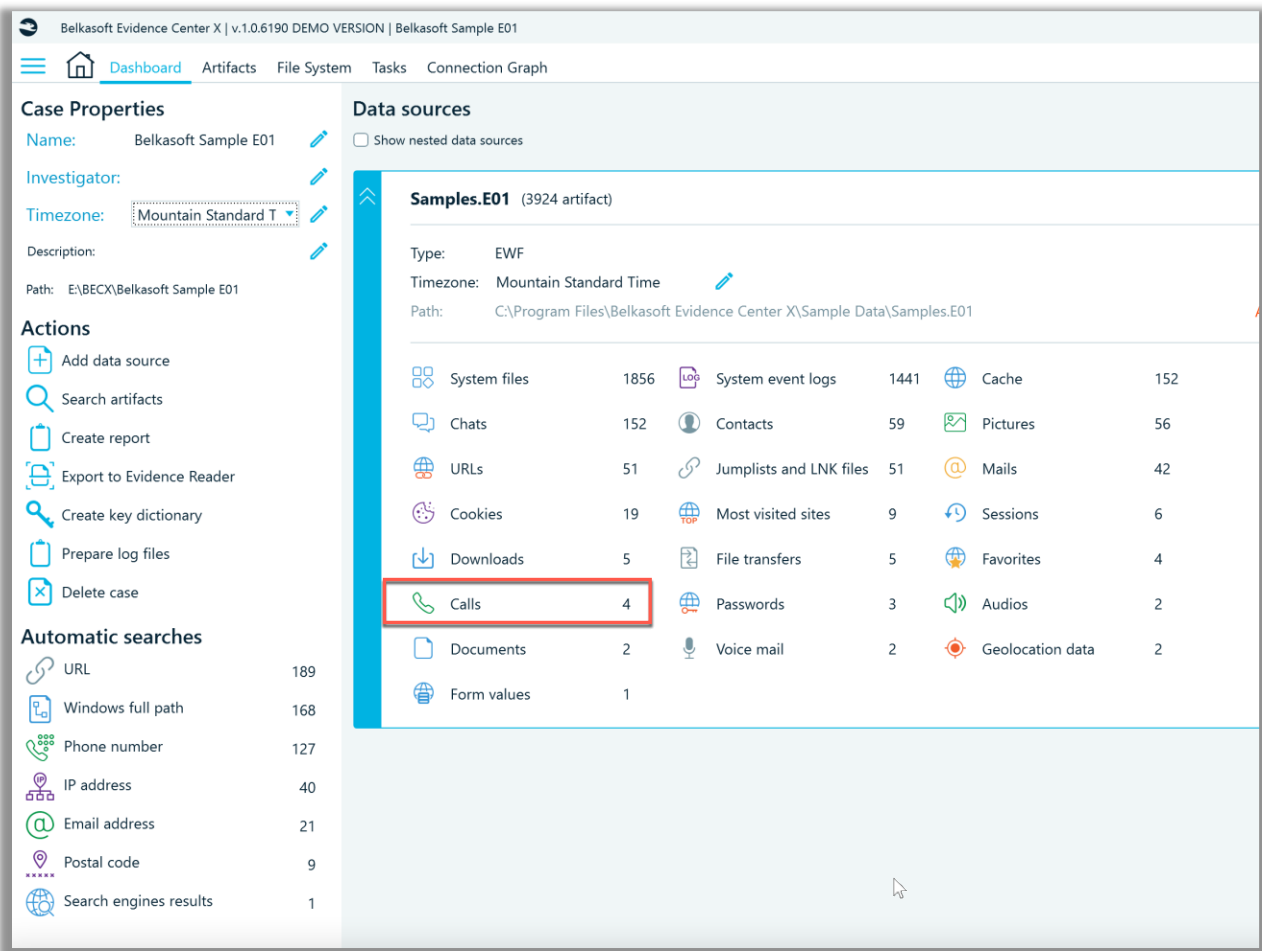 Belkasoft Evidence Center X | v.1.0.6190 DEMO VERSION | Belkasoft Sample E01
Dashboard Artifacts File System Tasks Connection Graph
Case Properties
Name: Belkasoft Sample E01
Investigator:
Timezone: Mountain Standard T
Description:
Path: E:\BECX\Belkasoft Sample E01
Actions
Add data source
Search artifacts
Create report
Export to Evidence Reader
Create key dictionary
Prepare log files
Delete case
Automatic searches
URL 189
Windows full path 168
Phone number 127
IP address 40
Email address 21
Postal code 9
Search engines results 1
Data sources
Show nested data sources
Samples.E01 (3924 artifact)
Type: EWF
Timezone: Mountain Standard Time
Path: C:\Program Files\Belkasoft Evidence Center X\Sample Data\Samples.E01
System files 1856 LOG System event logs 1441 Cache 152
Chats 152 Contacts 59 Pictures 56
URLs 51 Jumplists and LNK files 51 Mails 42
Cookies 19 TOP Most visited sites 9 Sessions 6
Downloads 5 File transfers 5 Favorites 4
Calls 4 Passwords 3 Audios 2
Documents 2 Voice mail 2 Geolocation data 2
Form values 1